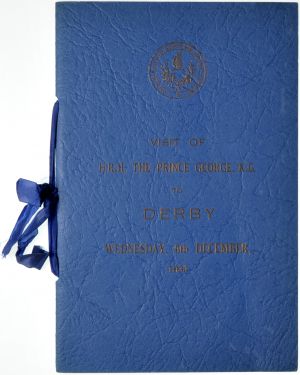 VISIT OF
H.R.H. THE PRINCE GEORGE, K.G.
TO
DERBY
WEDNESDAY, 6th DECEMBER